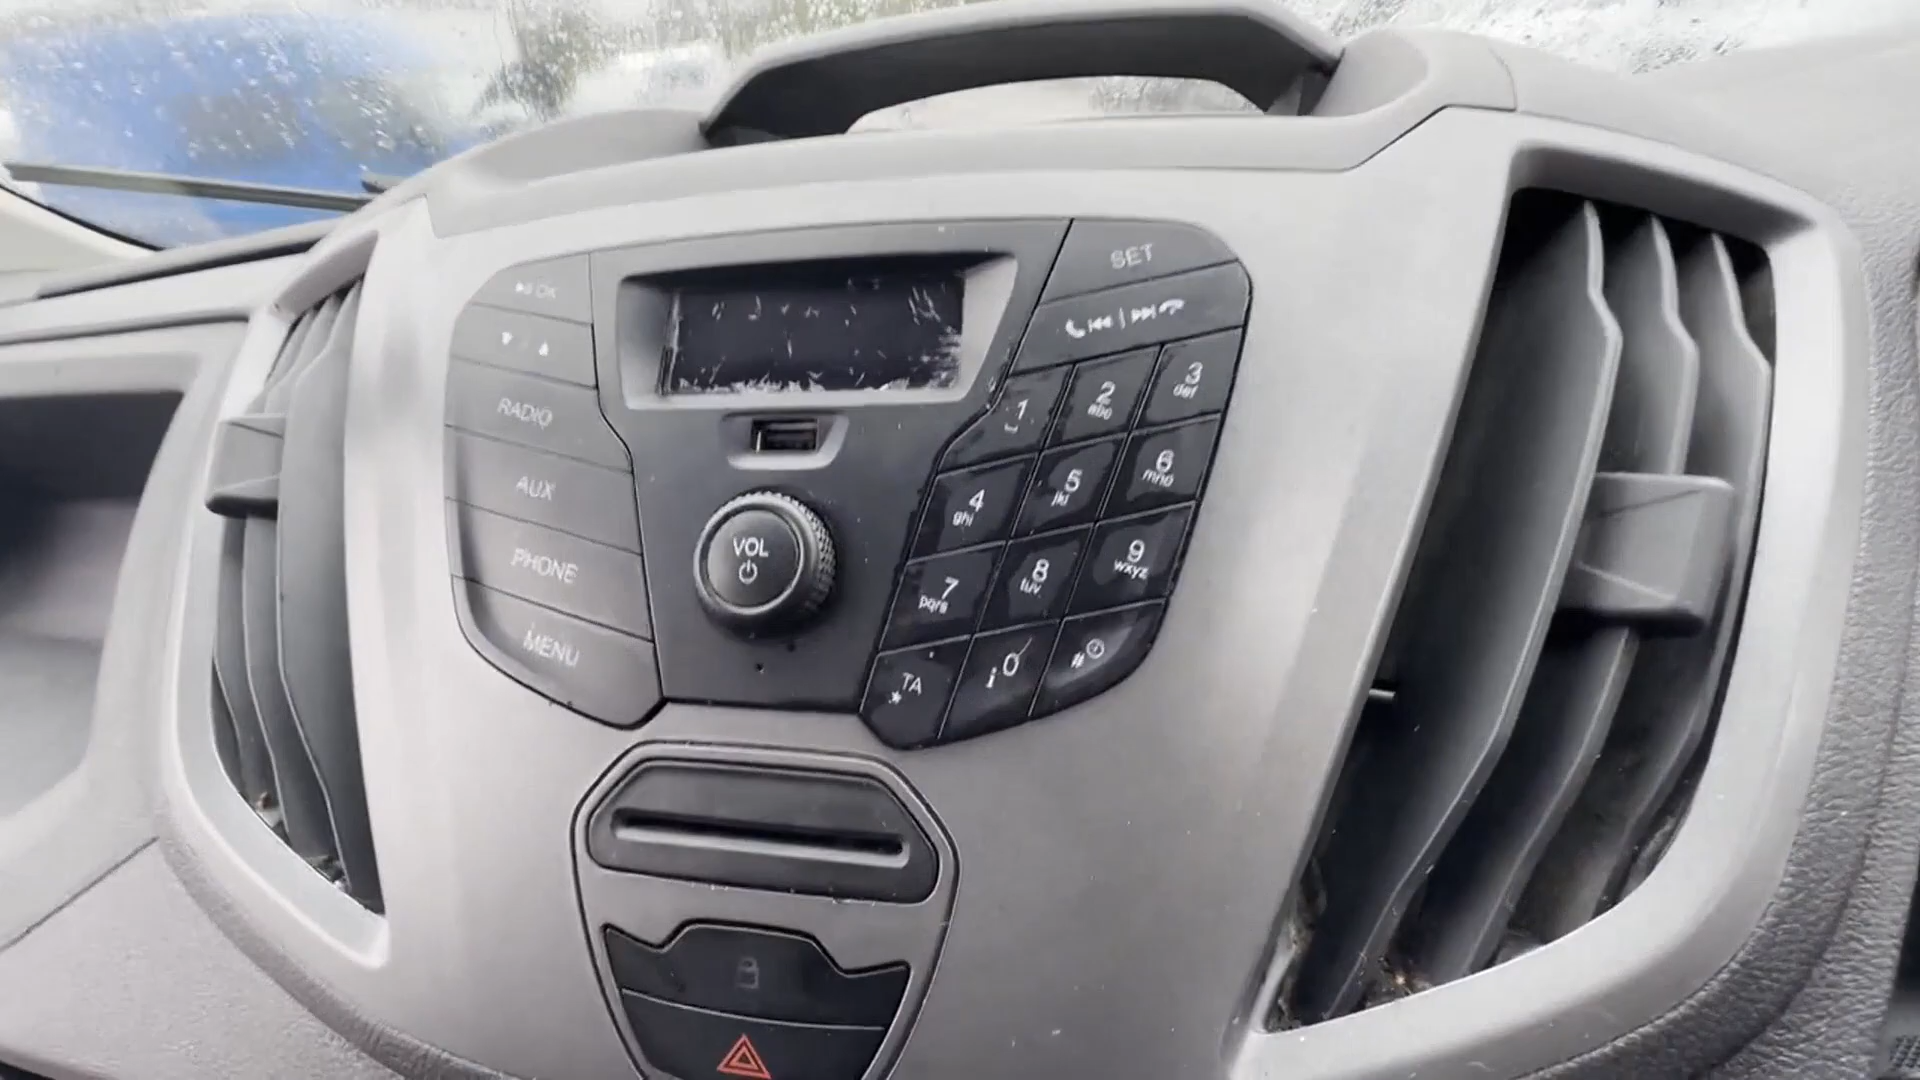 OK
RADIO
AUX
PHONE
MENU
VOL
SET
1
2
abc
3
def
4
ghi
5
jkl
6
mno
7
pqrs
8
tuv
9
wxyz
TA
*
i 0
#